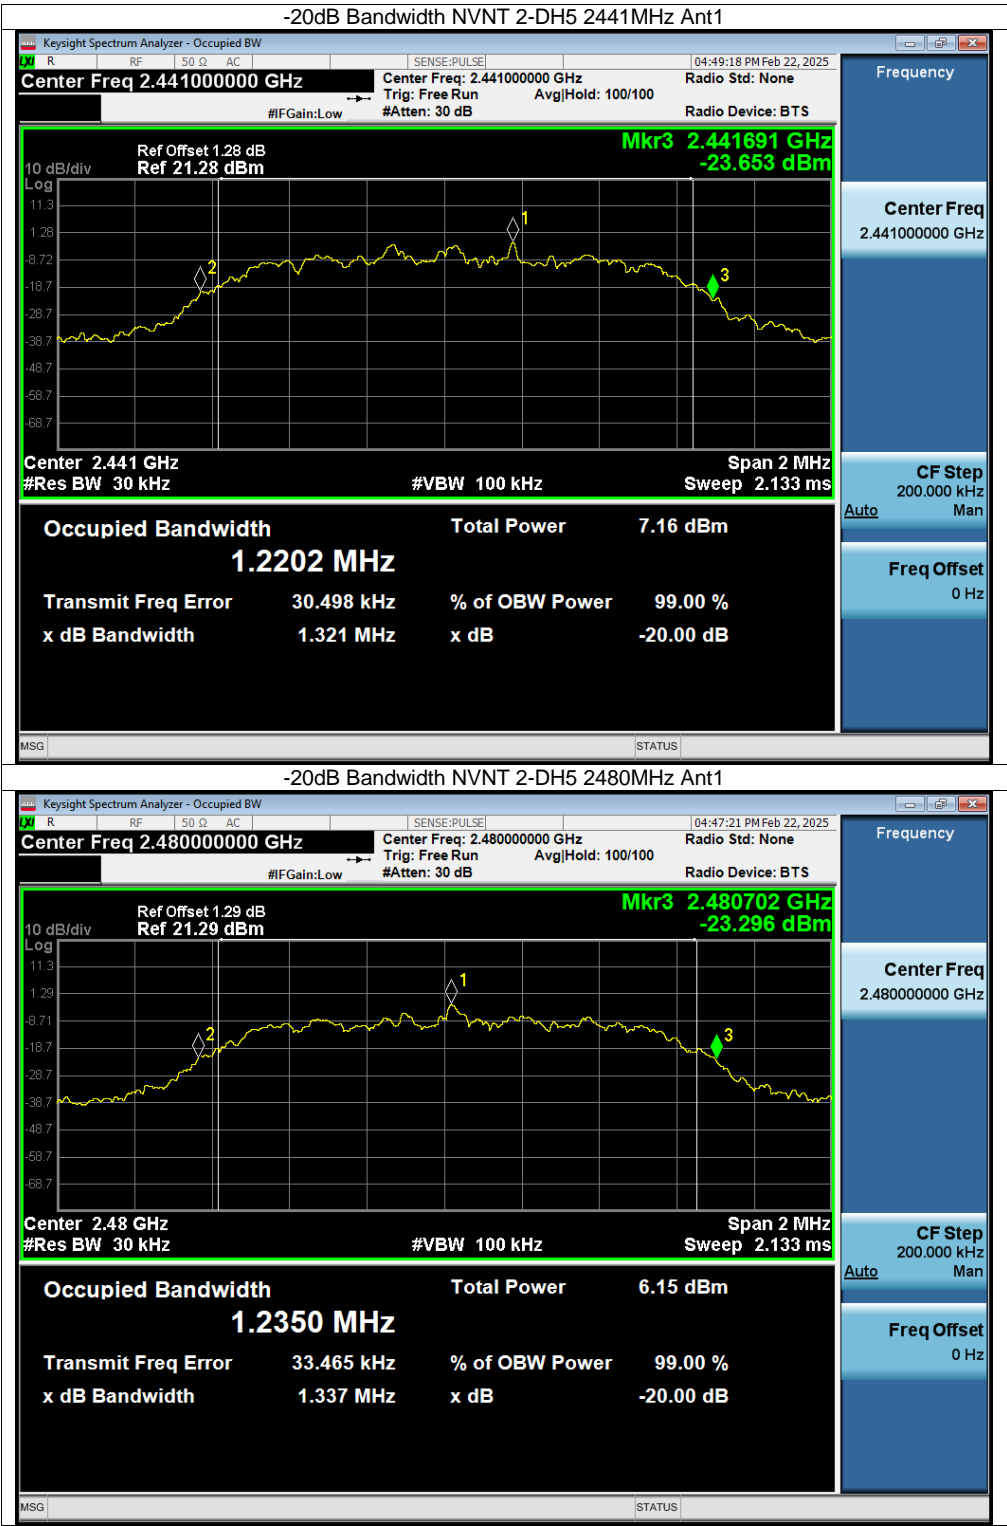 -20dB Bandwidth NVNT 2-DH5 2441MHz Ant1
Keysight Spectrum Analyzer - Occupied BW
LXI R RF 50 Ω AC SENSE:PULSE 04:49:18 PM Feb 22, 2025
Center Freq 2.441000000 GHz
Center Freq: 2.441000000 GHz Radio Std: None
Trig: Free Run Avg|Hold: 100/100
#IFGain:Low #Atten: 30 dB Radio Device: BTS
Frequency
Mkr3 2.441691 GHz
-23.653 dBm
Ref Offset 1.28 dB
10 dB/div Ref 21.28 dBm
Log
11.3
1.28
-8.72
-18.7
-28.7
-38.7
-48.7
-58.7
-68.7
1
2
3
Center 2.441 GHz Span 2 MHz
#Res BW 30 kHz #VBW 100 kHz Sweep 2.133 ms
Center Freq
2.441000000 GHz
CF Step
200.000 kHz
Auto Man
Freq Offset
0 Hz
Occupied Bandwidth Total Power 7.16 dBm
1.2202 MHz
Transmit Freq Error 30.498 kHz % of OBW Power 99.00 %
x dB Bandwidth 1.321 MHz x dB -20.00 dB
MSG STATUS
-20dB Bandwidth NVNT 2-DH5 2480MHz Ant1
Keysight Spectrum Analyzer - Occupied BW
LXI R RF 50 Ω AC SENSE:PULSE 04:47:21 PM Feb 22, 2025
Center Freq 2.480000000 GHz
Center Freq: 2.480000000 GHz Radio Std: None
Trig: Free Run Avg|Hold: 100/100
#IFGain:Low #Atten: 30 dB Radio Device: BTS
Frequency
Mkr3 2.480702 GHz
-23.296 dBm
Ref Offset 1.29 dB
10 dB/div Ref 21.29 dBm
Log
11.3
1.29
-8.71
-18.7
-28.7
-38.7
-48.7
-58.7
-68.7
1
2
3
Center 2.48 GHz Span 2 MHz
#Res BW 30 kHz #VBW 100 kHz Sweep 2.133 ms
Center Freq
2.480000000 GHz
CF Step
200.000 kHz
Auto Man
Freq Offset
0 Hz
Occupied Bandwidth Total Power 6.15 dBm
1.2350 MHz
Transmit Freq Error 33.465 kHz % of OBW Power 99.00 %
x dB Bandwidth 1.337 MHz x dB -20.00 dB
MSG STATUS